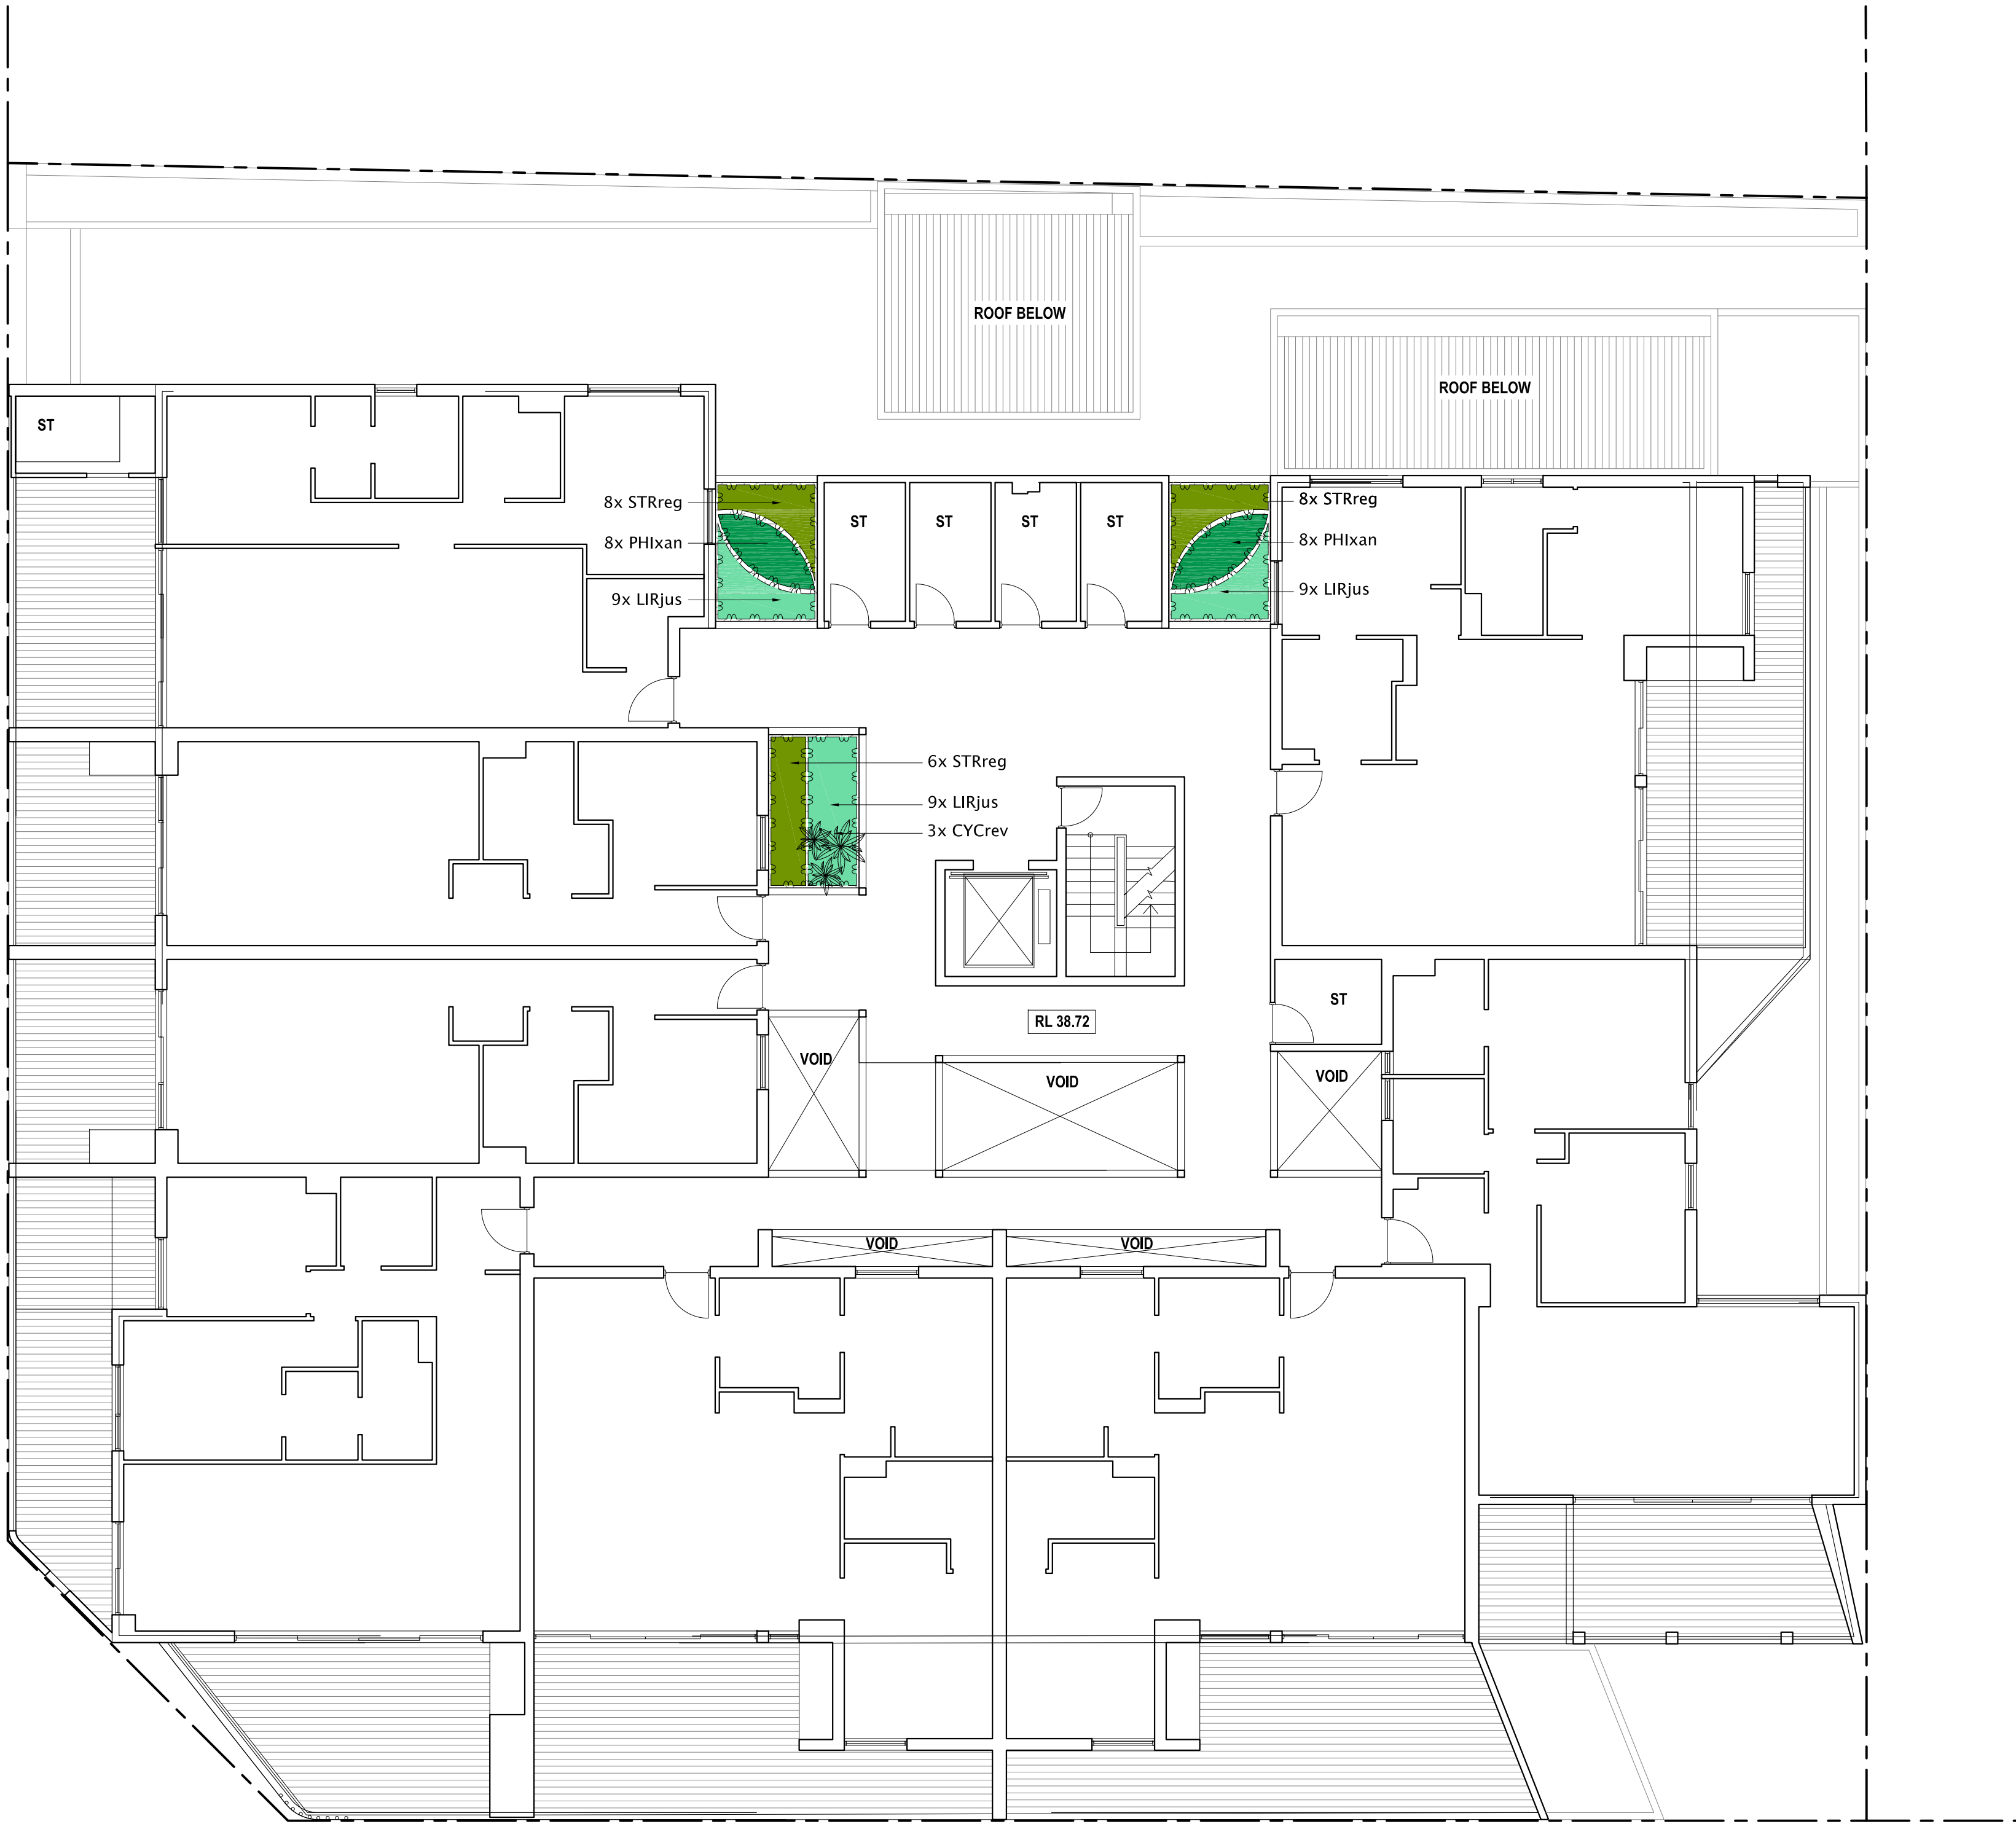 ROOF BELOW
ROOF BELOW
ST
8x STRreg
8x PHIxan
9x LIRjus
ST
ST
ST
ST
8x STRreg
8x PHIxan
9x LIRjus
6x STRreg
9x LIRjus
3x CYCrev
ST
RL 38.72
VOID
VOID
VOID
VOID
VOID